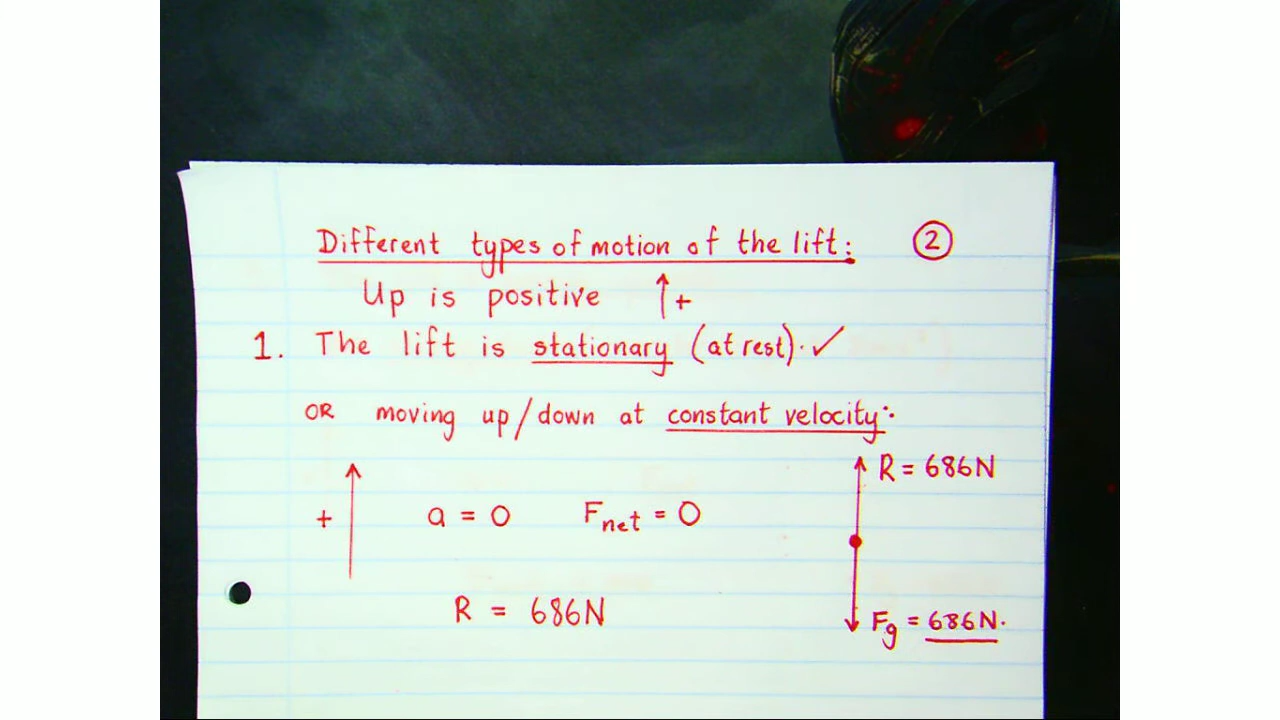 Different types of motion of the lift: 2
Up is positive ↑+
1. The lift is stationary (at rest). ✓
OR moving up/down at constant velocity:
R = 686N
+ a = 0 Fnet = 0
R = 686N
Fg = 686N.